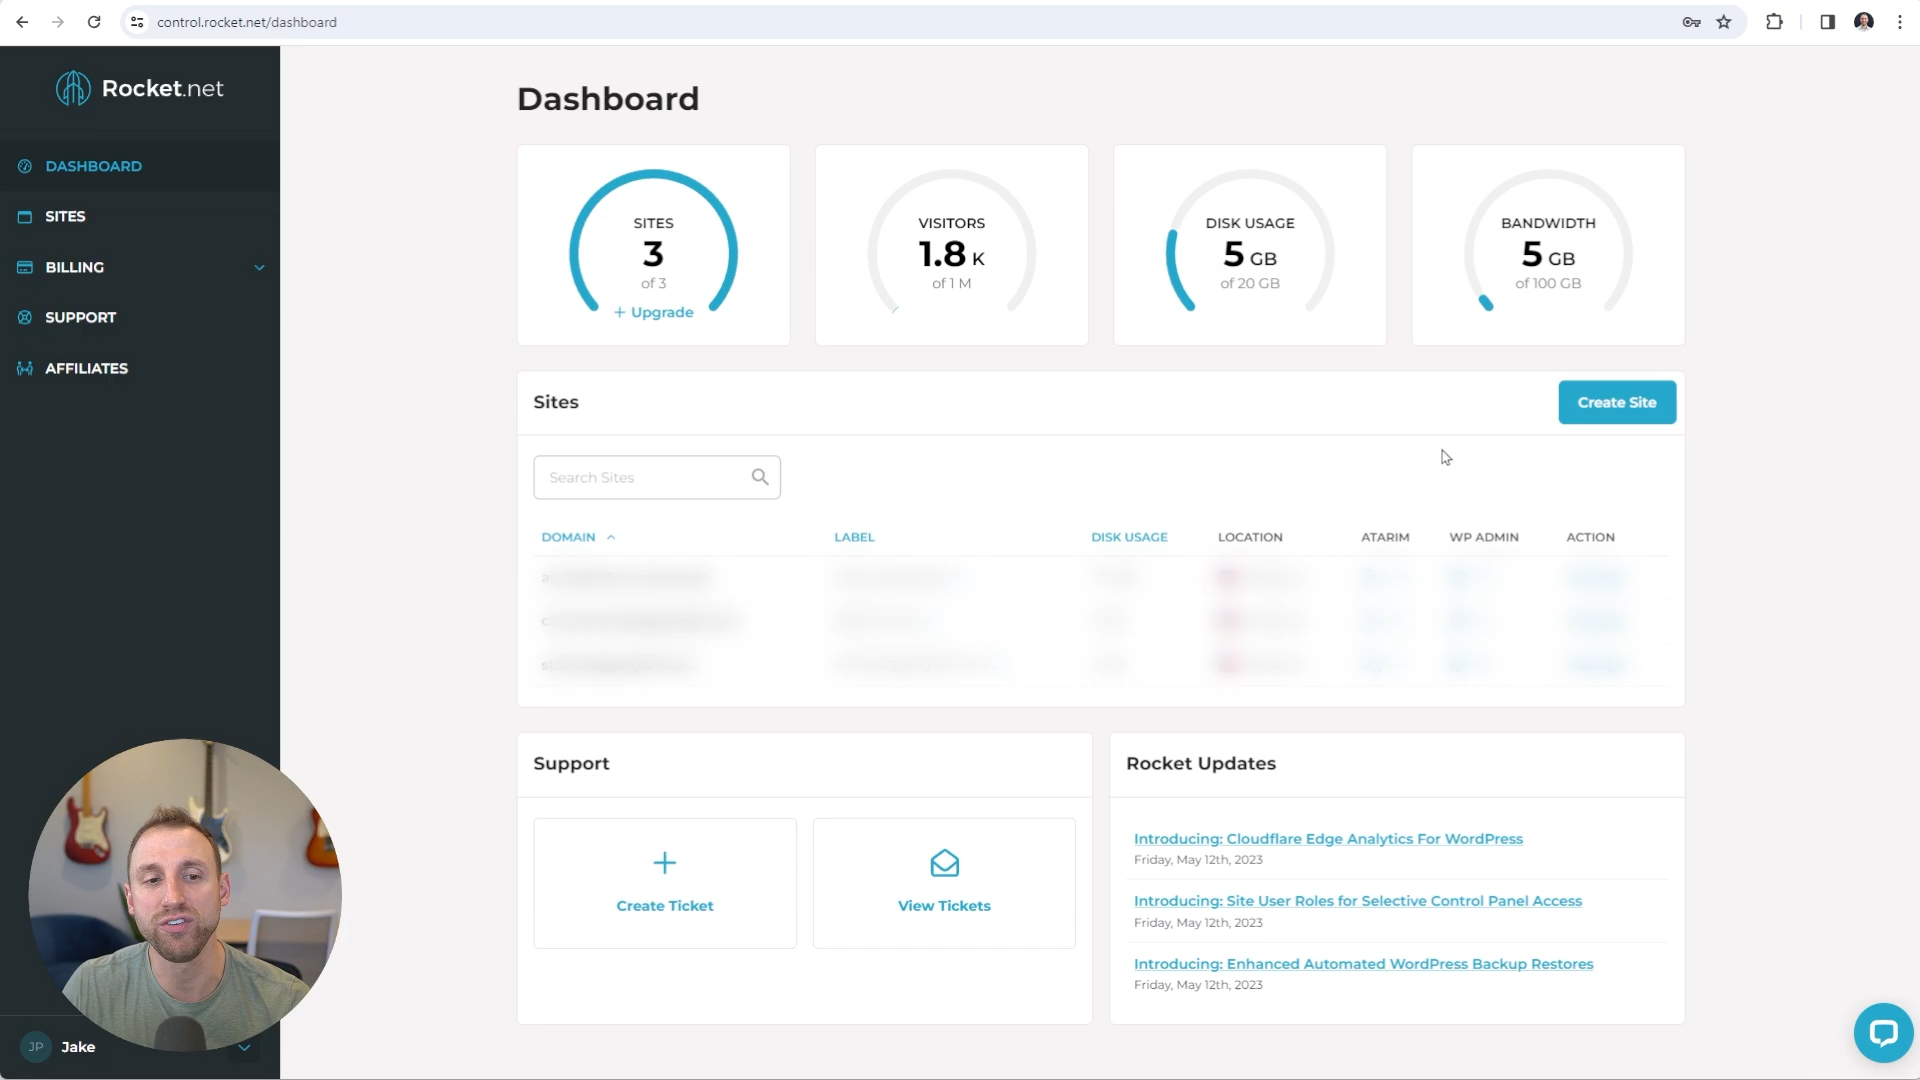 control.rocket.net/dashboard
Rocket.net
DASHBOARD
SITES
BILLING
SUPPORT
AFFILIATES
JP Jake
Dashboard
SITES
3
of 3
+ Upgrade
VISITORS
1.8 K
of 1 M
DISK USAGE
5 GB
of 20 GB
BANDWIDTH
5 GB
of 100 GB
Sites
Create Site
Search Sites
DOMAIN LABEL DISK USAGE LOCATION ATARIM WP ADMIN ACTION
Support
Create Ticket
View Tickets
Rocket Updates
Introducing: Cloudflare Edge Analytics For WordPress
Friday, May 12th, 2023
Introducing: Site User Roles for Selective Control Panel Access
Friday, May 12th, 2023
Introducing: Enhanced Automated WordPress Backup Restores
Friday, May 12th, 2023